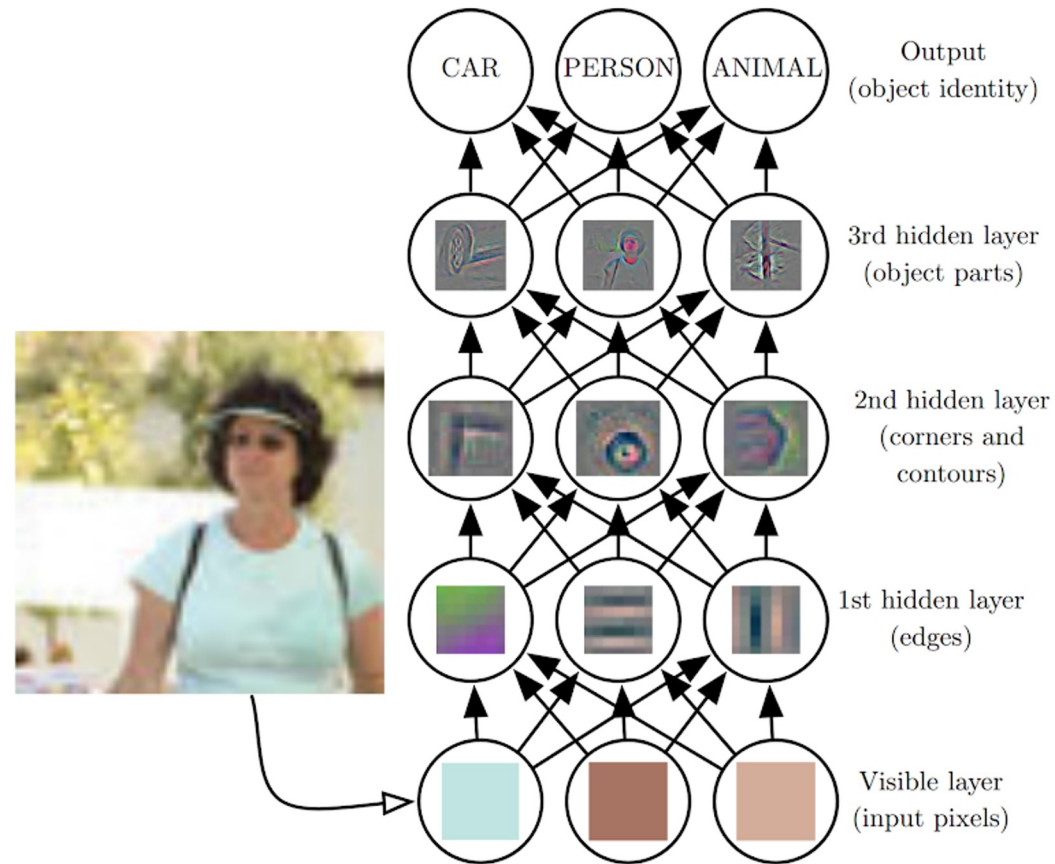 CAR
PERSON
ANIMAL
Output
(object identity)
3rd hidden layer
(object parts)
2nd hidden layer
(corners and
contours)
1st hidden layer
(edges)
Visible layer
(input pixels)